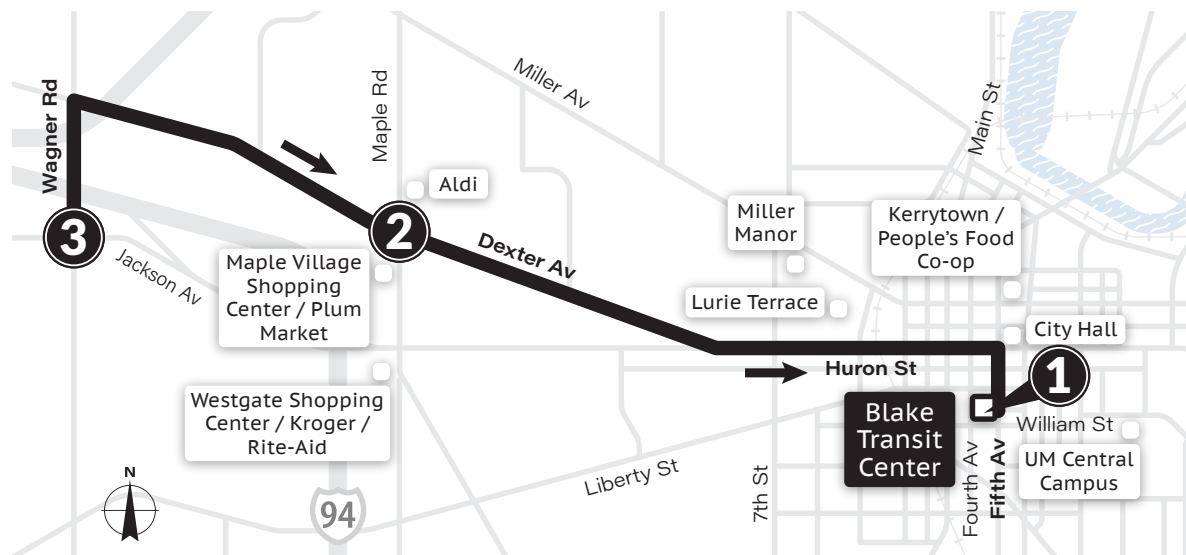 Wagner Rd
Maple Rd
Miller Av
Main St
Aldi
3
2
Jackson Av
Maple Village
Shopping
Center / Plum
Market
Dexter Av
Miller
Manor
Kerrytown /
People's Food
Co-op
Lurie Terrace
City Hall
1
Huron St
Westgate Shopping
Center / Kroger /
Rite-Aid
Blake
Transit
Center
William St
UM Central
Campus
Liberty St
7th St
Fourth Av
Fifth Av
N
94